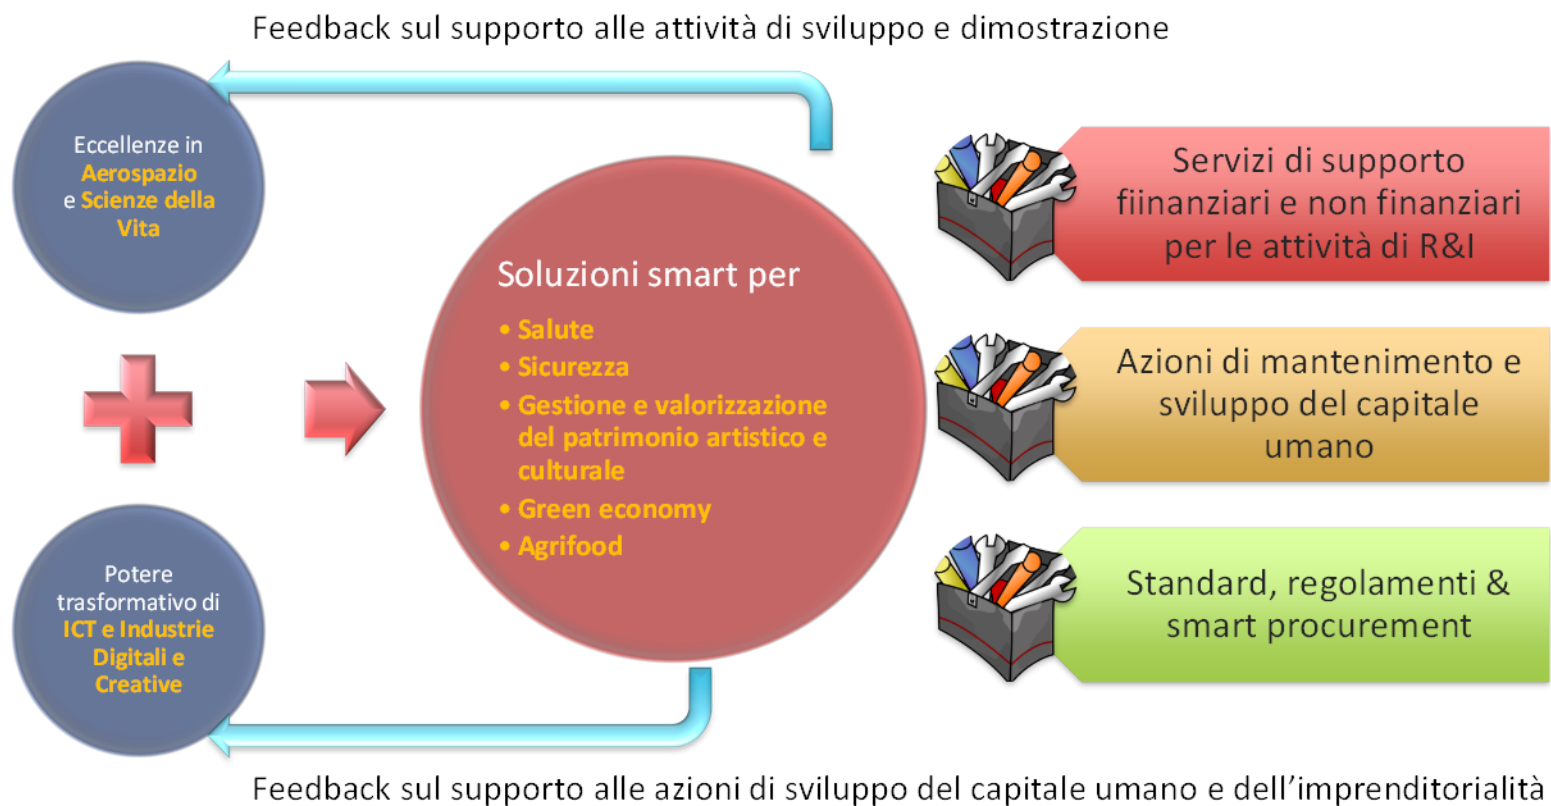 Feedback sul supporto alle attività di sviluppo e dimostrazione
Eccellenze in
Aerospazio
e Scienze della
Vita
Potere
trasformativo di
ICT e Industrie
Digitali e
Creative
Soluzioni smart per
• Salute
• Sicurezza
• Gestione e valorizzazione
del patrimonio artistico e
culturale
• Green economy
• Agrifood
Servizi di supporto
fiinanziari e non finanziari
per le attività di R&I
Azioni di mantenimento e
sviluppo del capitale
umano
Standard, regolamenti &
smart procurement
Feedback sul supporto alle azioni di sviluppo del capitale umano e dell’imprenditorialità